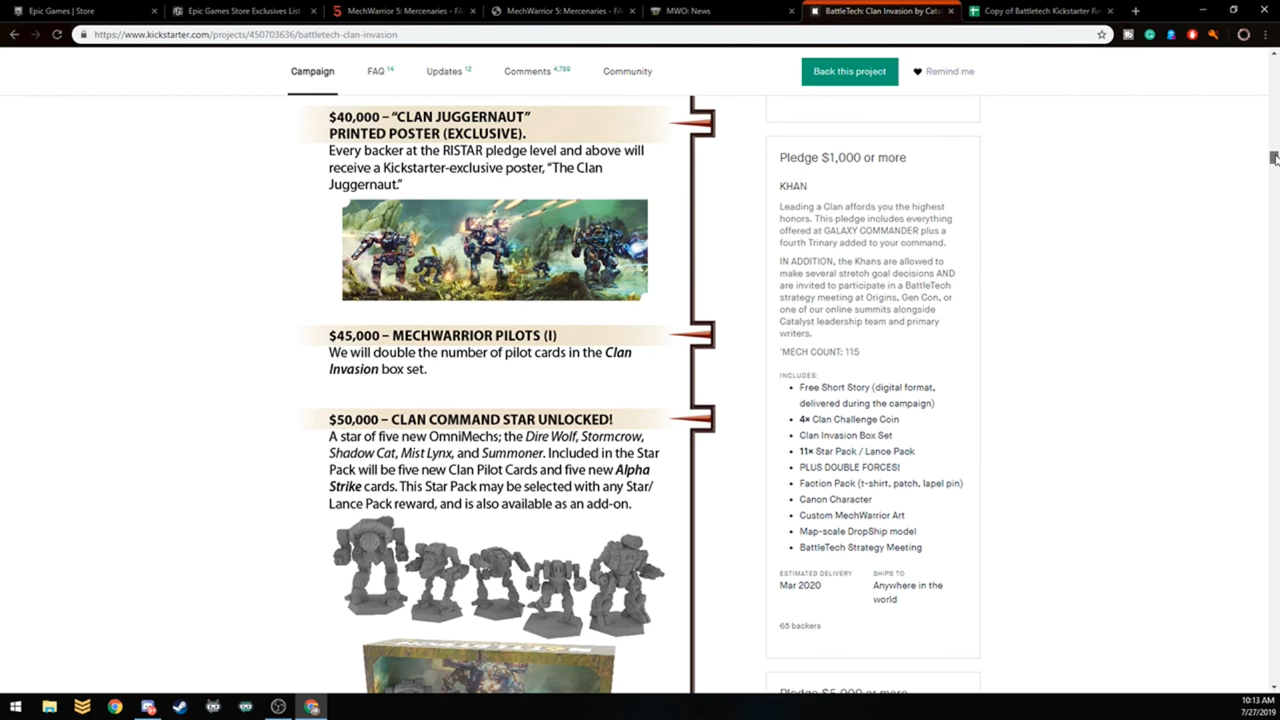 Epic Games | Store
Epic Games Store Exclusives List
MechWarrior 5: Mercenaries - FA
MechWarrior 5: Mercenaries - FA
MWO: News
BattleTech: Clan Invasion by Cata
Copy of Battletech Kickstarter Re
https://www.kickstarter.com/projects/450703636/battletech-clan-invasion
Campaign
FAQ 14
Updates 12
Comments 4,789
Community
Back this project
Remind me
$40,000 – “CLAN JUGGERNAUT”
PRINTED POSTER (EXCLUSIVE).
Every backer at the RISTAR pledge level and above will
receive a Kickstarter-exclusive poster, “The Clan
Juggernaut.”
$45,000 – MECHWARRIOR PILOTS (I)
We will double the number of pilot cards in the Clan
Invasion box set.
$50,000 – CLAN COMMAND STAR UNLOCKED!
A star of five new OmniMechs; the Dire Wolf, Stormcrow,
Shadow Cat, Mist Lynx, and Summoner. Included in the Star
Pack will be five new Clan Pilot Cards and five new Alpha
Strike cards. This Star Pack may be selected with any Star/
Lance Pack reward, and is also available as an add-on.
Pledge $1,000 or more
KHAN
Leading a Clan affords you the highest
honors. This pledge includes everything
offered at GALAXY COMMANDER plus a
fourth Trinary added to your command.
IN ADDITION, the Khans are allowed to
make several stretch goal decisions AND
are invited to participate in a BattleTech
strategy meeting at Origins, Gen Con, or
one of our online summits alongside
Catalyst leadership team and primary
writers.
'MECH COUNT: 115
INCLUDES:
• Free Short Story (digital format,
delivered during the campaign)
• 4× Clan Challenge Coin
• Clan Invasion Box Set
• 11× Star Pack / Lance Pack
• PLUS DOUBLE FORCES!
• Faction Pack (t-shirt, patch, lapel pin)
• Canon Character
• Custom MechWarrior Art
• Map-scale DropShip model
• BattleTech Strategy Meeting
ESTIMATED DELIVERY
Mar 2020
SHIPS TO
Anywhere in the
world
65 backers
Pledge $5,000 or more
10:13 AM
7/27/2019